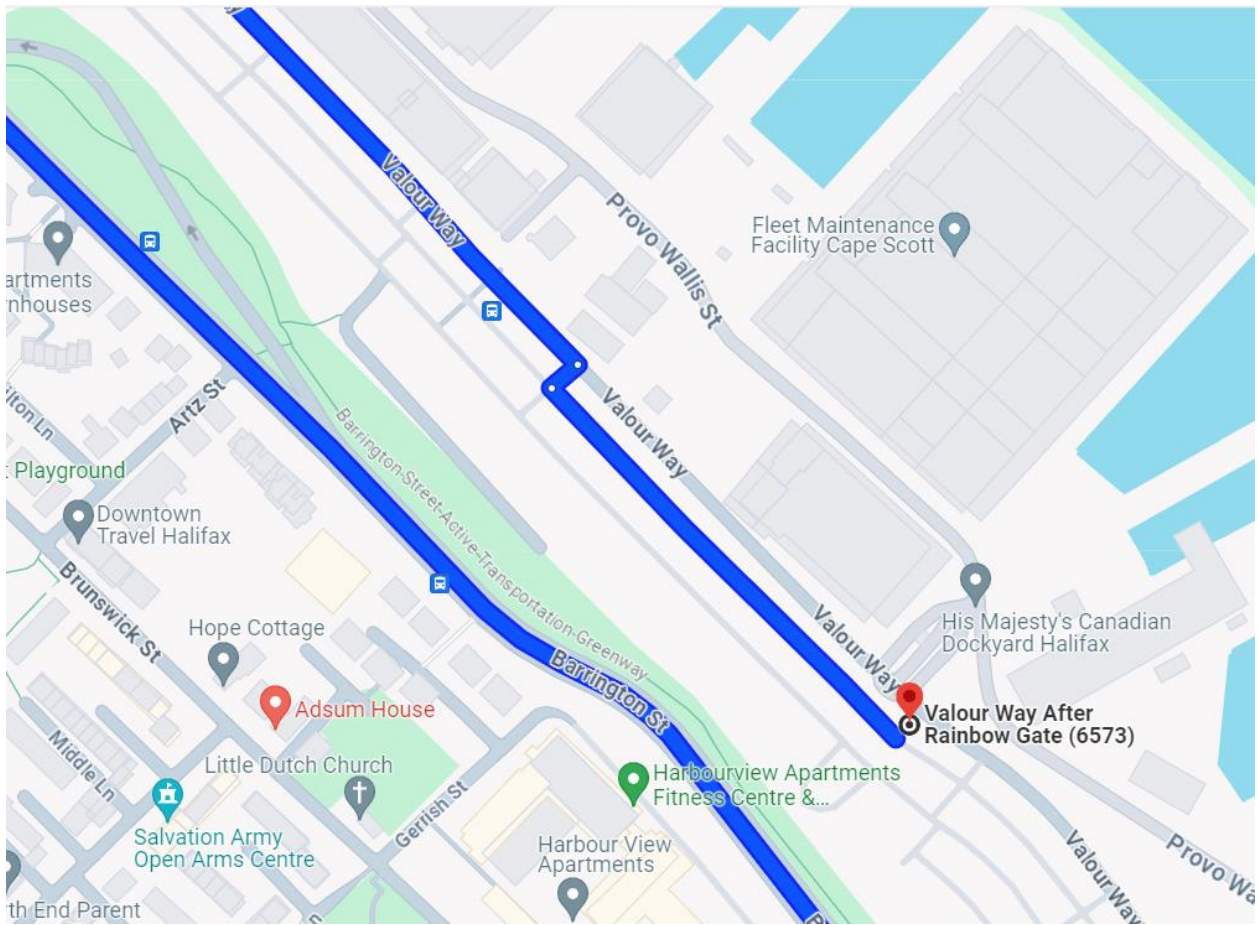 Valour Way
Provo Wallis St
Fleet Maintenance
Facility Cape Scott
artments
nhouses
Artz St
ilton Ln
Valour Way
Barrington-Street-Active-Transportation-Greenway
Playground
Downtown
Travel Halifax
Brunswick St
Hope Cottage
Adsum House
Valour Way
His Majesty's Canadian
Dockyard Halifax
Barrington St
Valour Way After
Rainbow Gate (6573)
Middle Ln
Little Dutch Church
Harbourview Apartments
Fitness Centre &...
Gerrish St
Salvation Army
Open Arms Centre
Harbour View
Apartments
Valour Way
Provo Wa
th End Parent